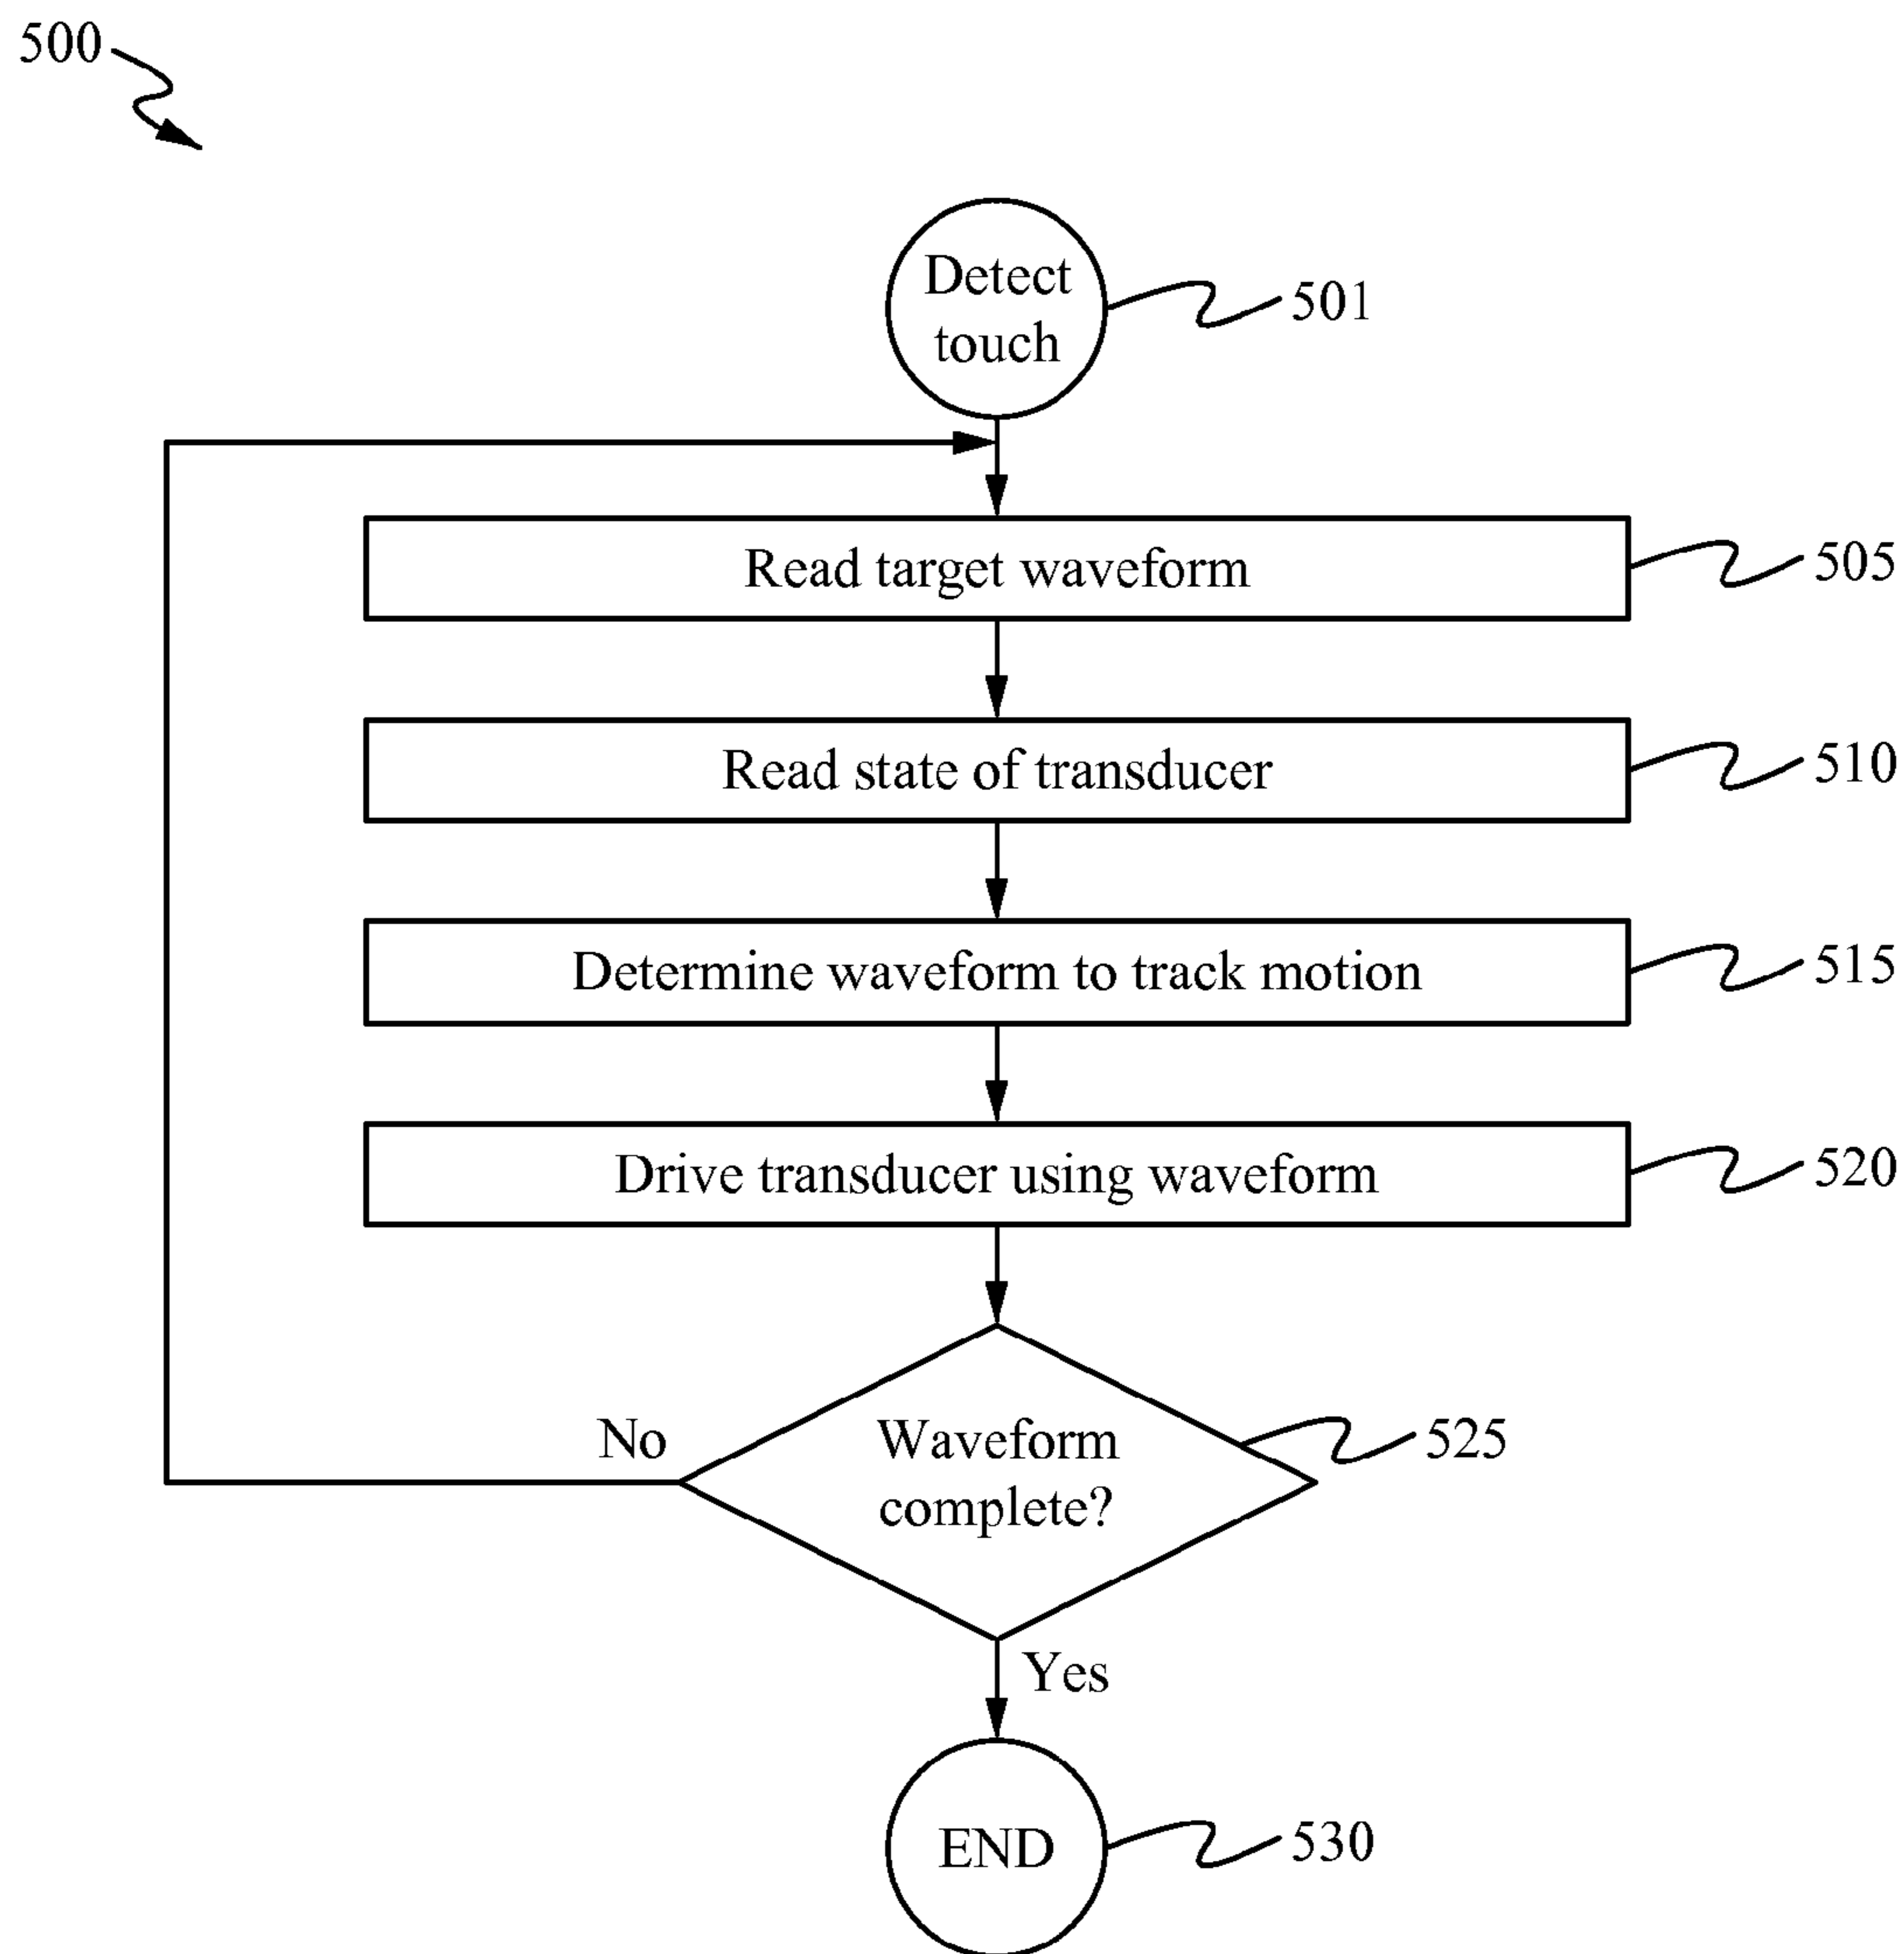 500
Detect
touch
501
Read target waveform
505
Read state of transducer
510
Determine waveform to track motion
515
Drive transducer using waveform
520
No
Waveform
complete?
525
Yes
END
530